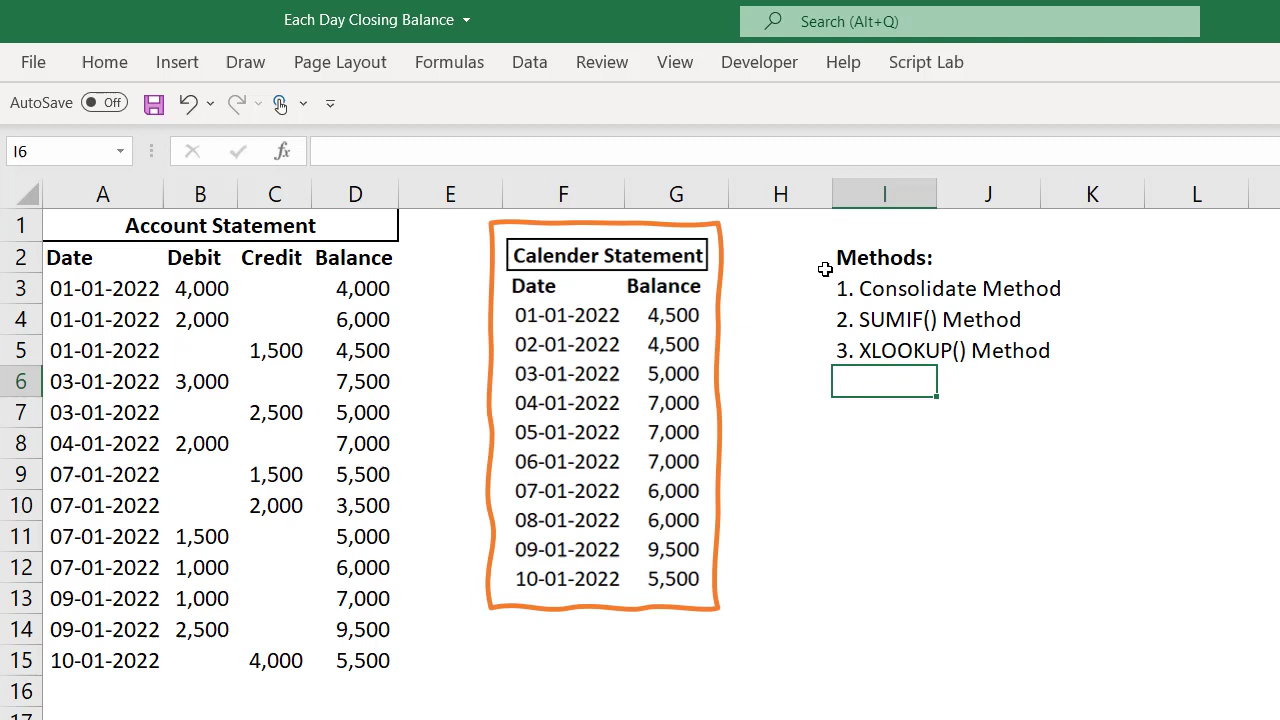 Each Day Closing Balance
Search (Alt+Q)
File Home Insert Draw Page Layout Formulas Data Review View Developer Help Script Lab
AutoSave Off
I6 fx
A B C D E F G H I J K L
1 Account Statement
2 Date Debit Credit Balance
3 01-01-2022 4,000 4,000
4 01-01-2022 2,000 6,000
5 01-01-2022 1,500 4,500
6 03-01-2022 3,000 7,500
7 03-01-2022 2,500 5,000
8 04-01-2022 2,000 7,000
9 07-01-2022 1,500 5,500
10 07-01-2022 2,000 3,500
11 07-01-2022 1,500 5,000
12 07-01-2022 1,000 6,000
13 09-01-2022 1,000 7,000
14 09-01-2022 2,500 9,500
15 10-01-2022 4,000 5,500
16
17
Calender Statement
Date Balance
01-01-2022 4,500
02-01-2022 4,500
03-01-2022 5,000
04-01-2022 7,000
05-01-2022 7,000
06-01-2022 7,000
07-01-2022 6,000
08-01-2022 6,000
09-01-2022 9,500
10-01-2022 5,500
Methods:
1. Consolidate Method
2. SUMIF() Method
3. XLOOKUP() Method